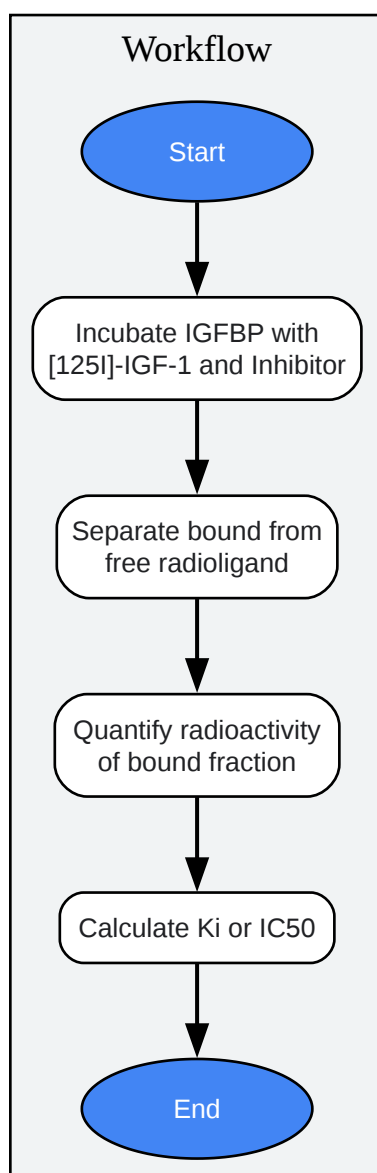 Workflow
Start
Incubate IGFBP with
[125I]-IGF-1 and Inhibitor
Separate bound from
free radioligand
Quantify radioactivity
of bound fraction
Calculate Ki or IC50
End